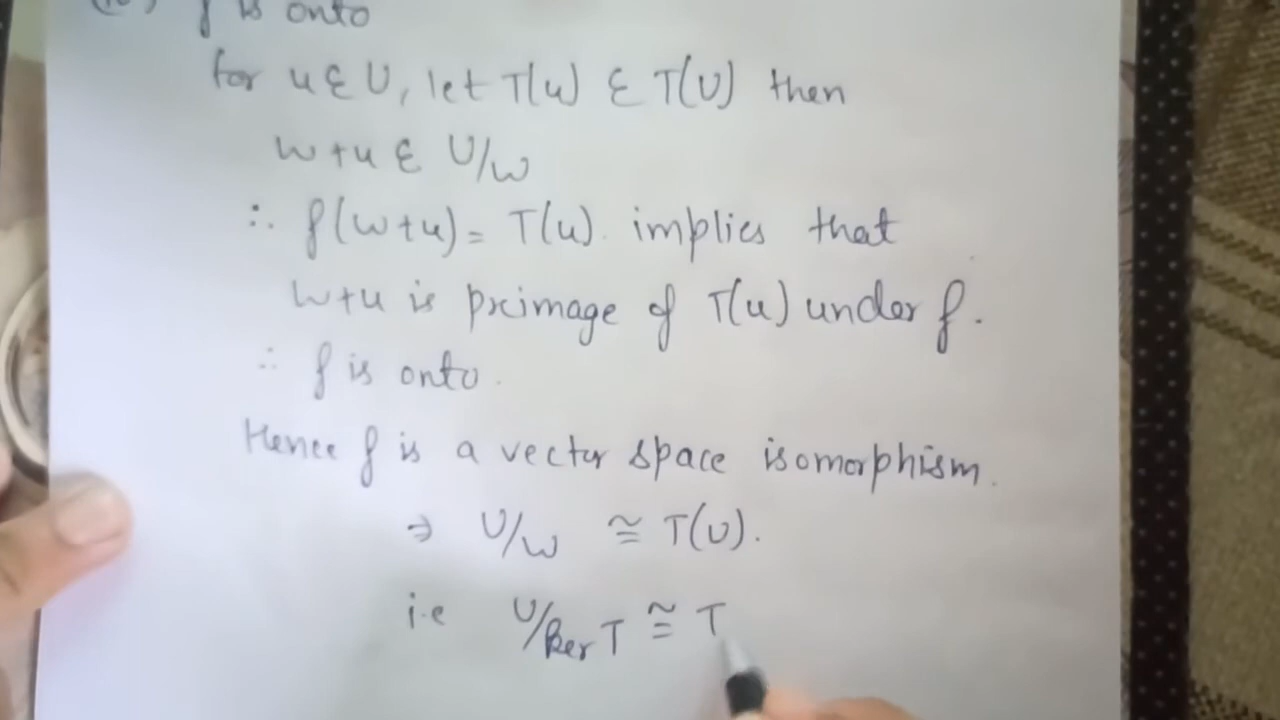 f is onto
for u ε U, let T(u) ε T(U) then
W+u ε U/W
∴ f(W+u) = T(u) implies that
W+u is preimage of T(u) under f.
∴ f is onto.
Hence f is a vector space isomorphism.
⇒ U/W ≅ T(U).
i.e U/Ker T ≅ T